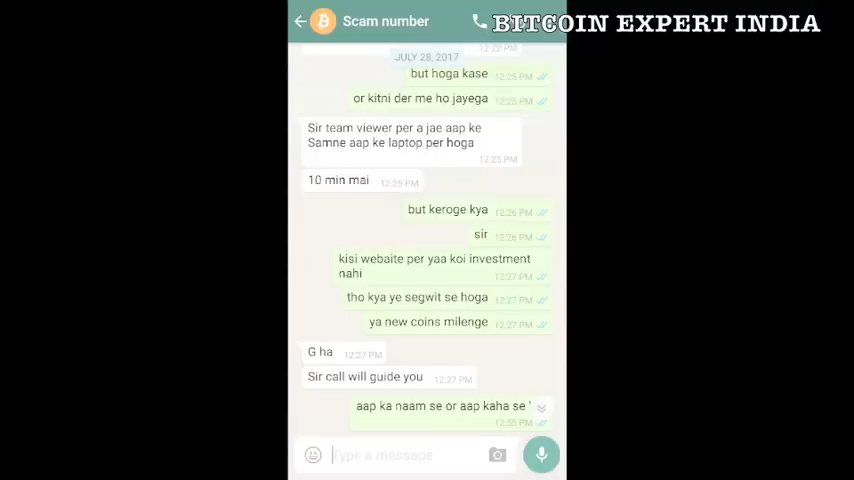 Scam number
BITCOIN EXPERT INDIA
12:25 PM
JULY 28, 2017
but hoga kase 12:25 PM
or kitni der me ho jayega 12:25 PM
Sir team viewer per a jae aap ke
Samne aap ke laptop per hoga
12:25 PM
10 min mai 12:25 PM
but keroge kya 12:26 PM
sir 12:26 PM
kisi webaite per yaa koi investment
nahi 12:27 PM
tho kya ye segwit se hoga 12:27 PM
ya new coins milenge 12:27 PM
G ha 12:27 PM
Sir call will guide you 12:27 PM
aap ka naam se or aap kaha se '
12:55 PM
Type a message